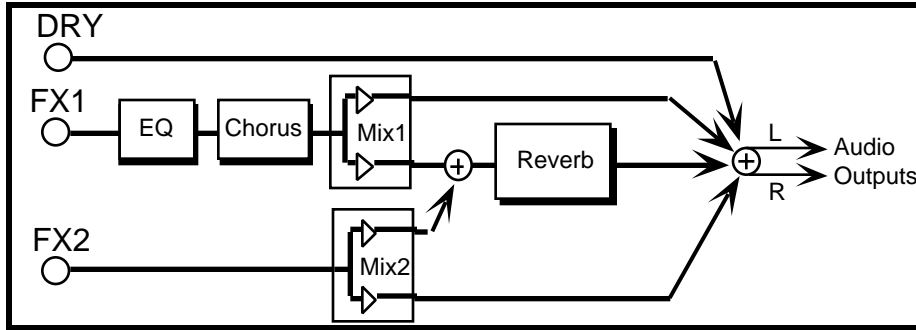 DRY
FX1
EQ
Chorus
Mix1
Reverb
L
R
Audio
Outputs
FX2
Mix2